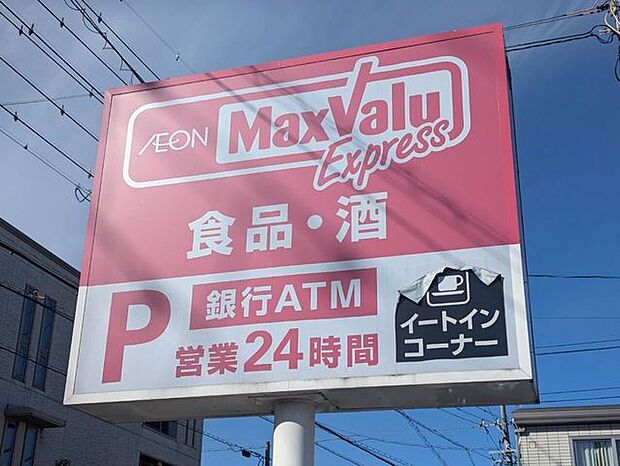 ÆON
MaxValu
Express
食品・酒
P
銀行ATM
営業24時間
イートイン
コーナー